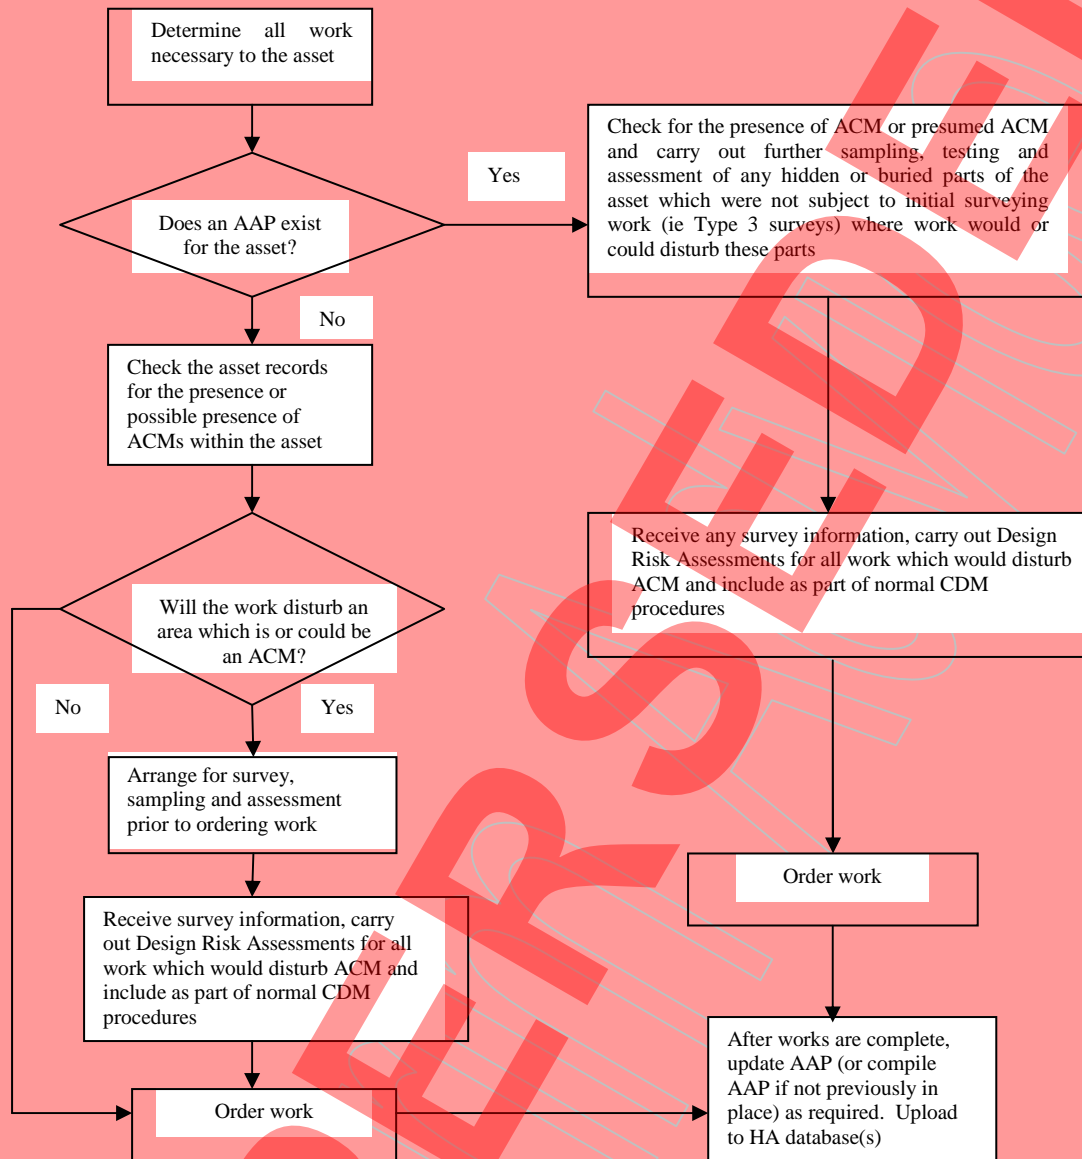 Determine all work
necessary to the asset
Does an AAP exist
for the asset?
Yes
Check for the presence of ACM or presumed ACM
and carry out further sampling, testing and
assessment of any hidden or buried parts of the
asset which were not subject to initial surveying
work (ie Type 3 surveys) where work would or
could disturb these parts
No
Check the asset records
for the presence or
possible presence of
ACMs within the asset
Receive any survey information, carry out Design
Risk Assessments for all work which would disturb
ACM and include as part of normal CDM
procedures
Will the work disturb an
area which is or could be
an ACM?
No
Yes
Arrange for survey,
sampling and assessment
prior to ordering work
Order work
Receive survey information, carry
out Design Risk Assessments for all
work which would disturb ACM and
include as part of normal CDM
procedures
After works are complete,
update AAP (or compile
AAP if not previously in
place) as required. Upload
to HA database(s)
Order work